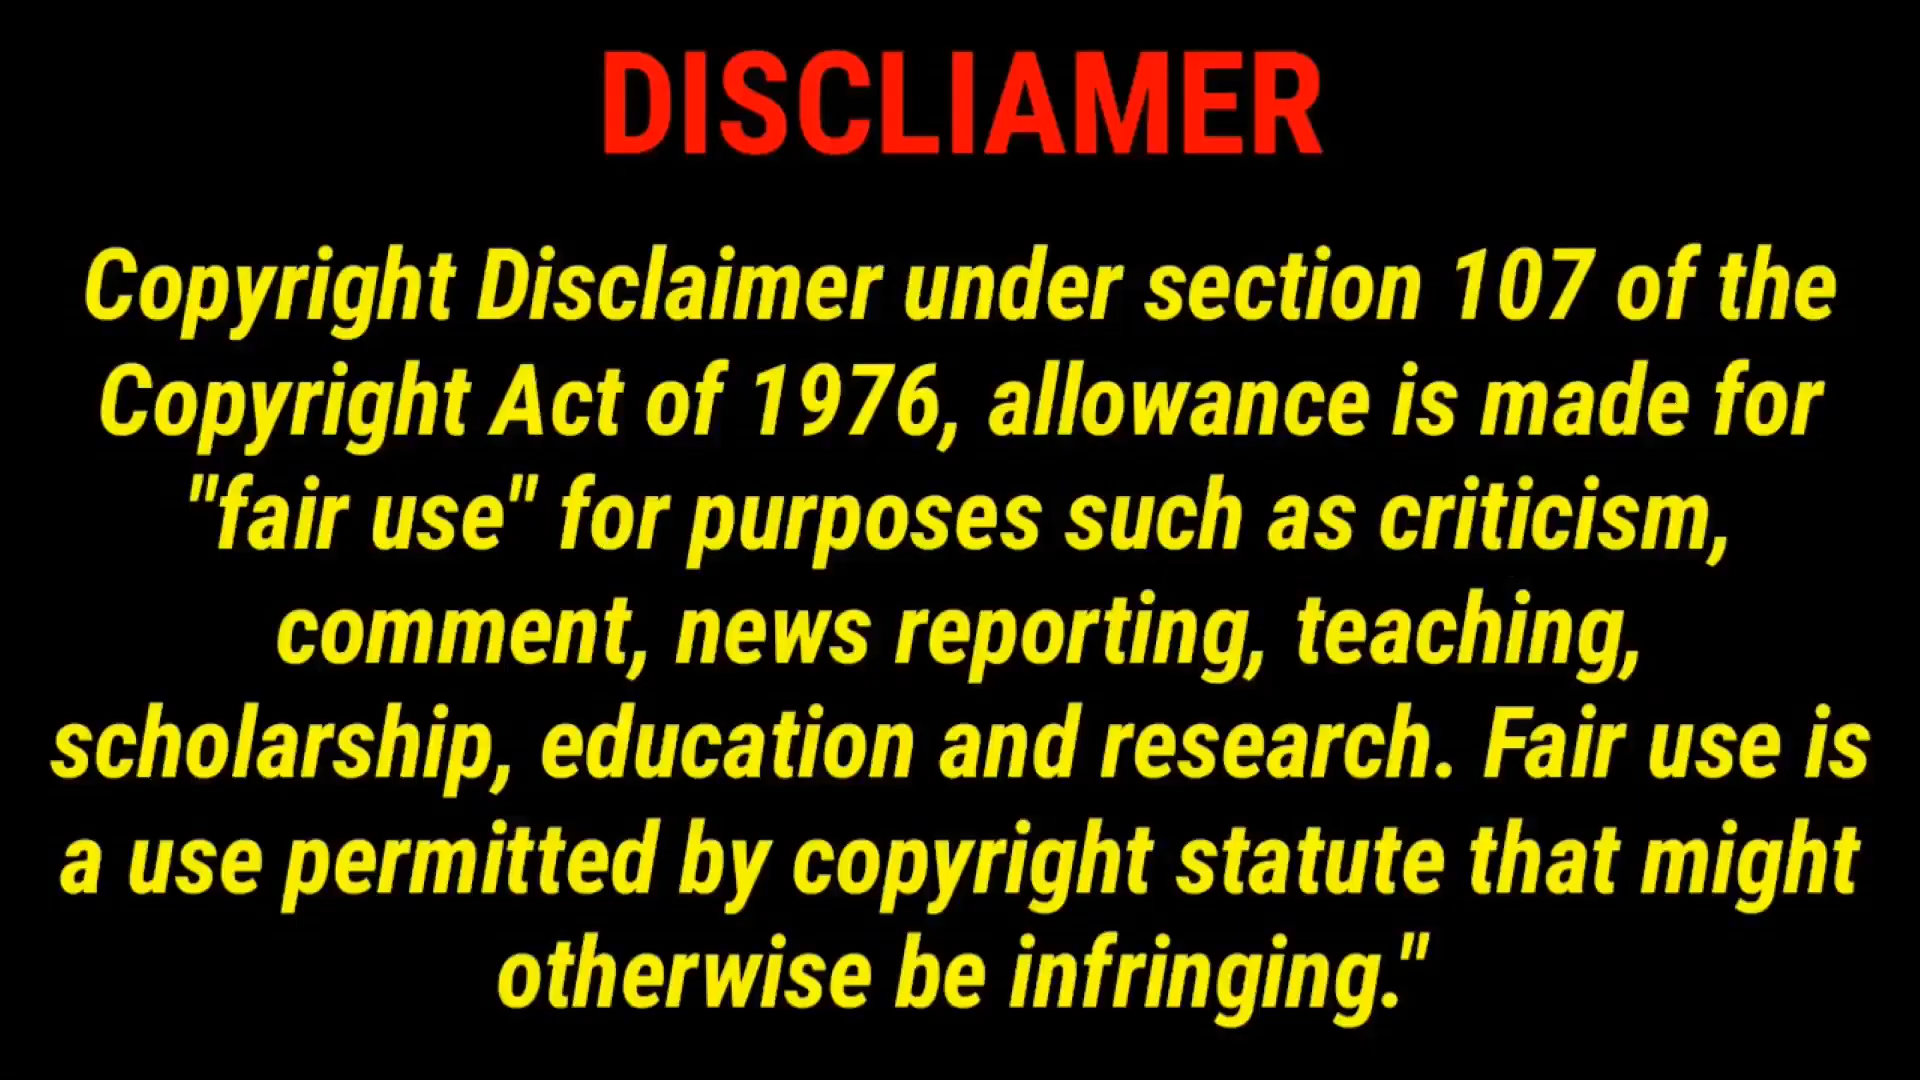 DISCLIAMER
Copyright Disclaimer under section 107 of the
Copyright Act of 1976, allowance is made for
"fair use" for purposes such as criticism,
comment, news reporting, teaching,
scholarship, education and research. Fair use is
a use permitted by copyright statute that might
otherwise be infringing."